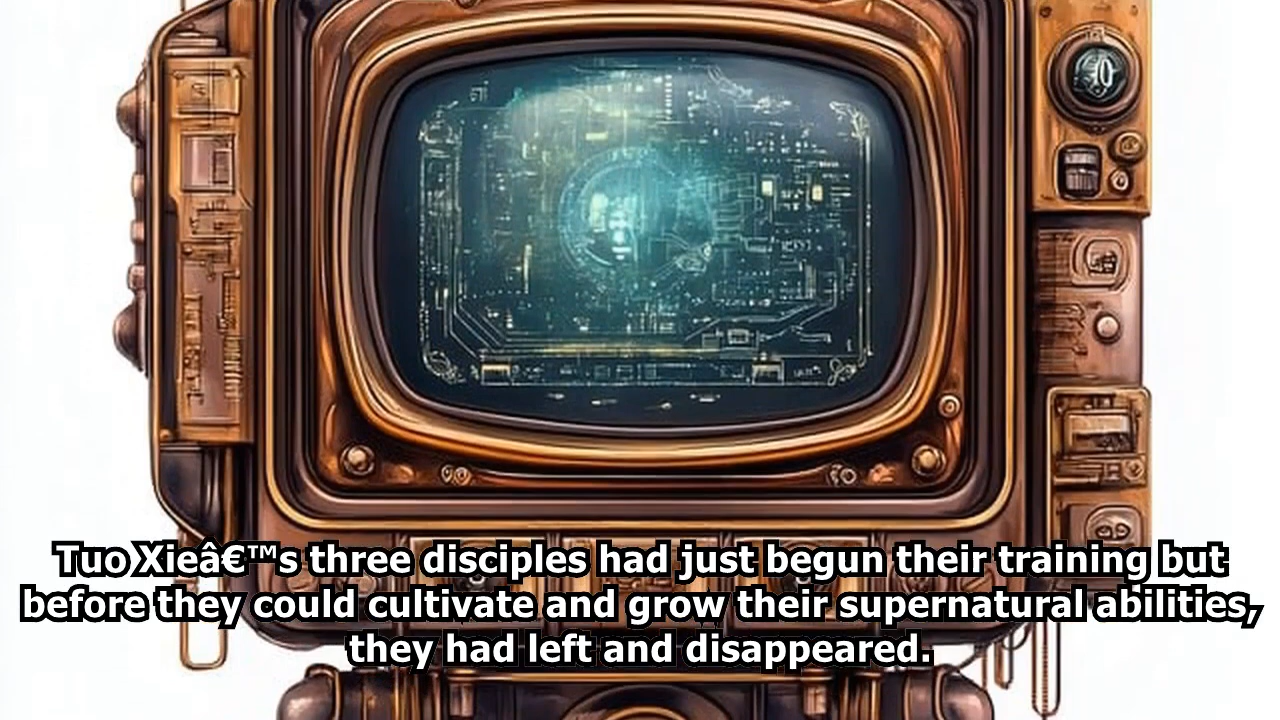 Tuo Xieâ€™s three disciples had just begun their training but
before they could cultivate and grow their supernatural abilities,
they had left and disappeared.